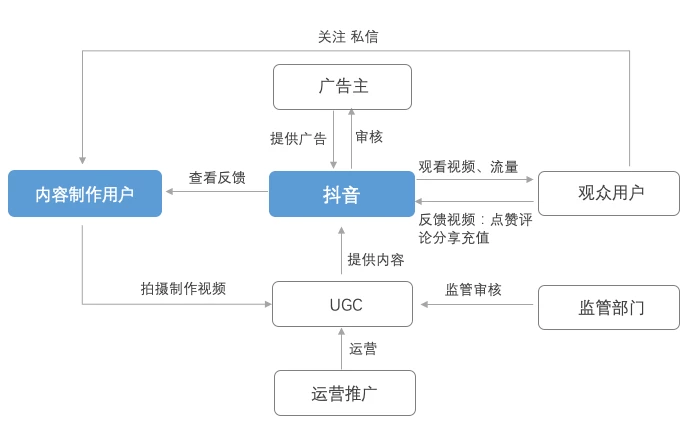 关注 私信
广告主
提供广告
审核
查看反馈
观看视频、流量
内容制作用户
抖音
观众用户
反馈视频：点赞评
论分享充值
提供内容
拍摄制作视频
UGC
监管审核
监管部门
运营
运营推广